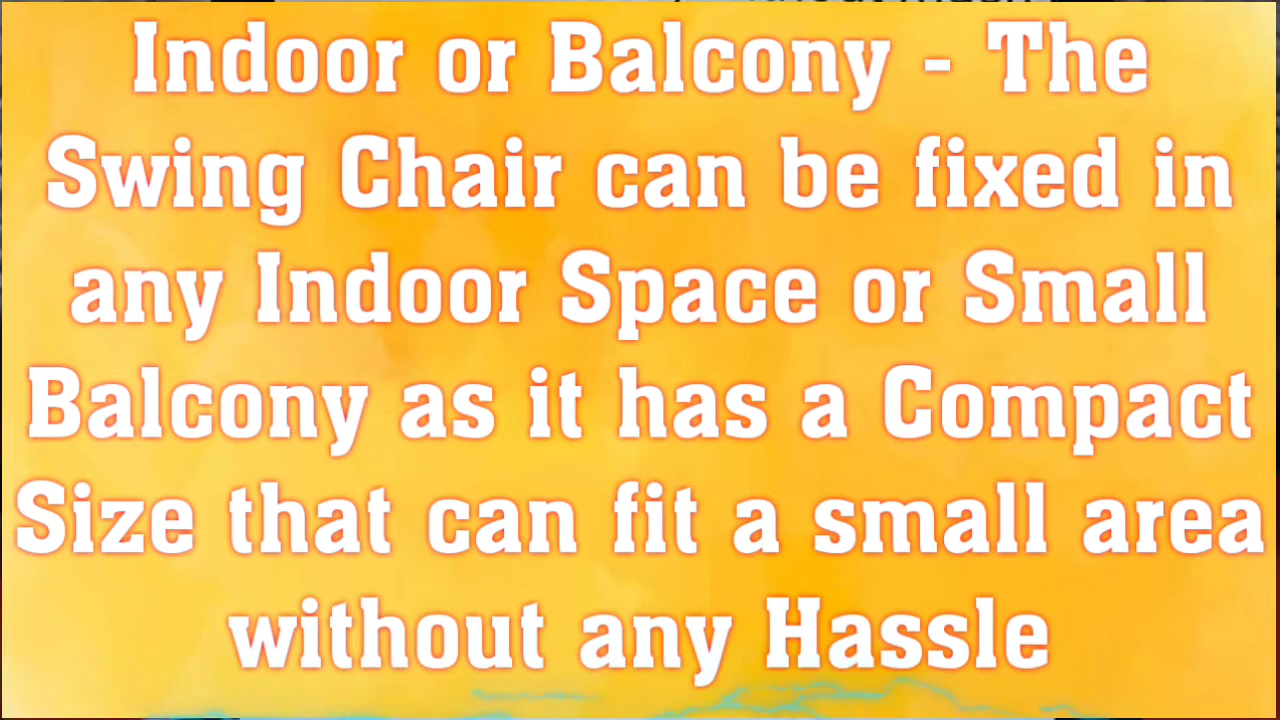 Indoor or Balcony - The
Swing Chair can be fixed in
any Indoor Space or Small
Balcony as it has a Compact
Size that can fit a small area
without any Hassle